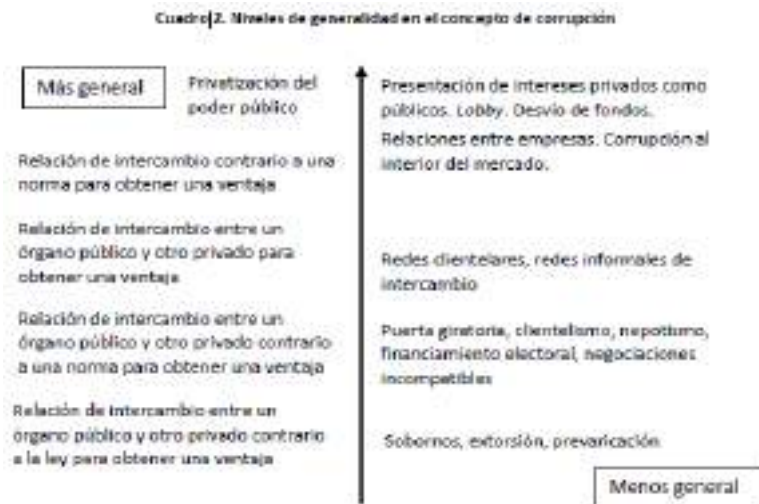 Cuadro 2. Niveles de generalidad en el concepto de corrupción
Más general
Privatización del
poder público
Relación de intercambio contrario a una
norma para obtener una ventaja
Relación de intercambio entre un
órgano público y otro privado para
obtener una ventaja
Relación de intercambio entre un
órgano público y otro privado contrario
a una norma para obtener una ventaja
Relación de intercambio entre un
órgano público y otro privado contrario
a la ley para obtener una ventaja
Presentación de intereses privados como
públicos. Lobby. Desvío de fondos.
Relaciones entre empresas. Corrupción al
interior del mercado.
Redes clientelares, redes informales de
intercambio
Puerta giratoria, clientelismo, nepotismo,
financiamiento electoral, negociaciones
incompatibles
Sobornos, extorsión, prevaricación
Menos general